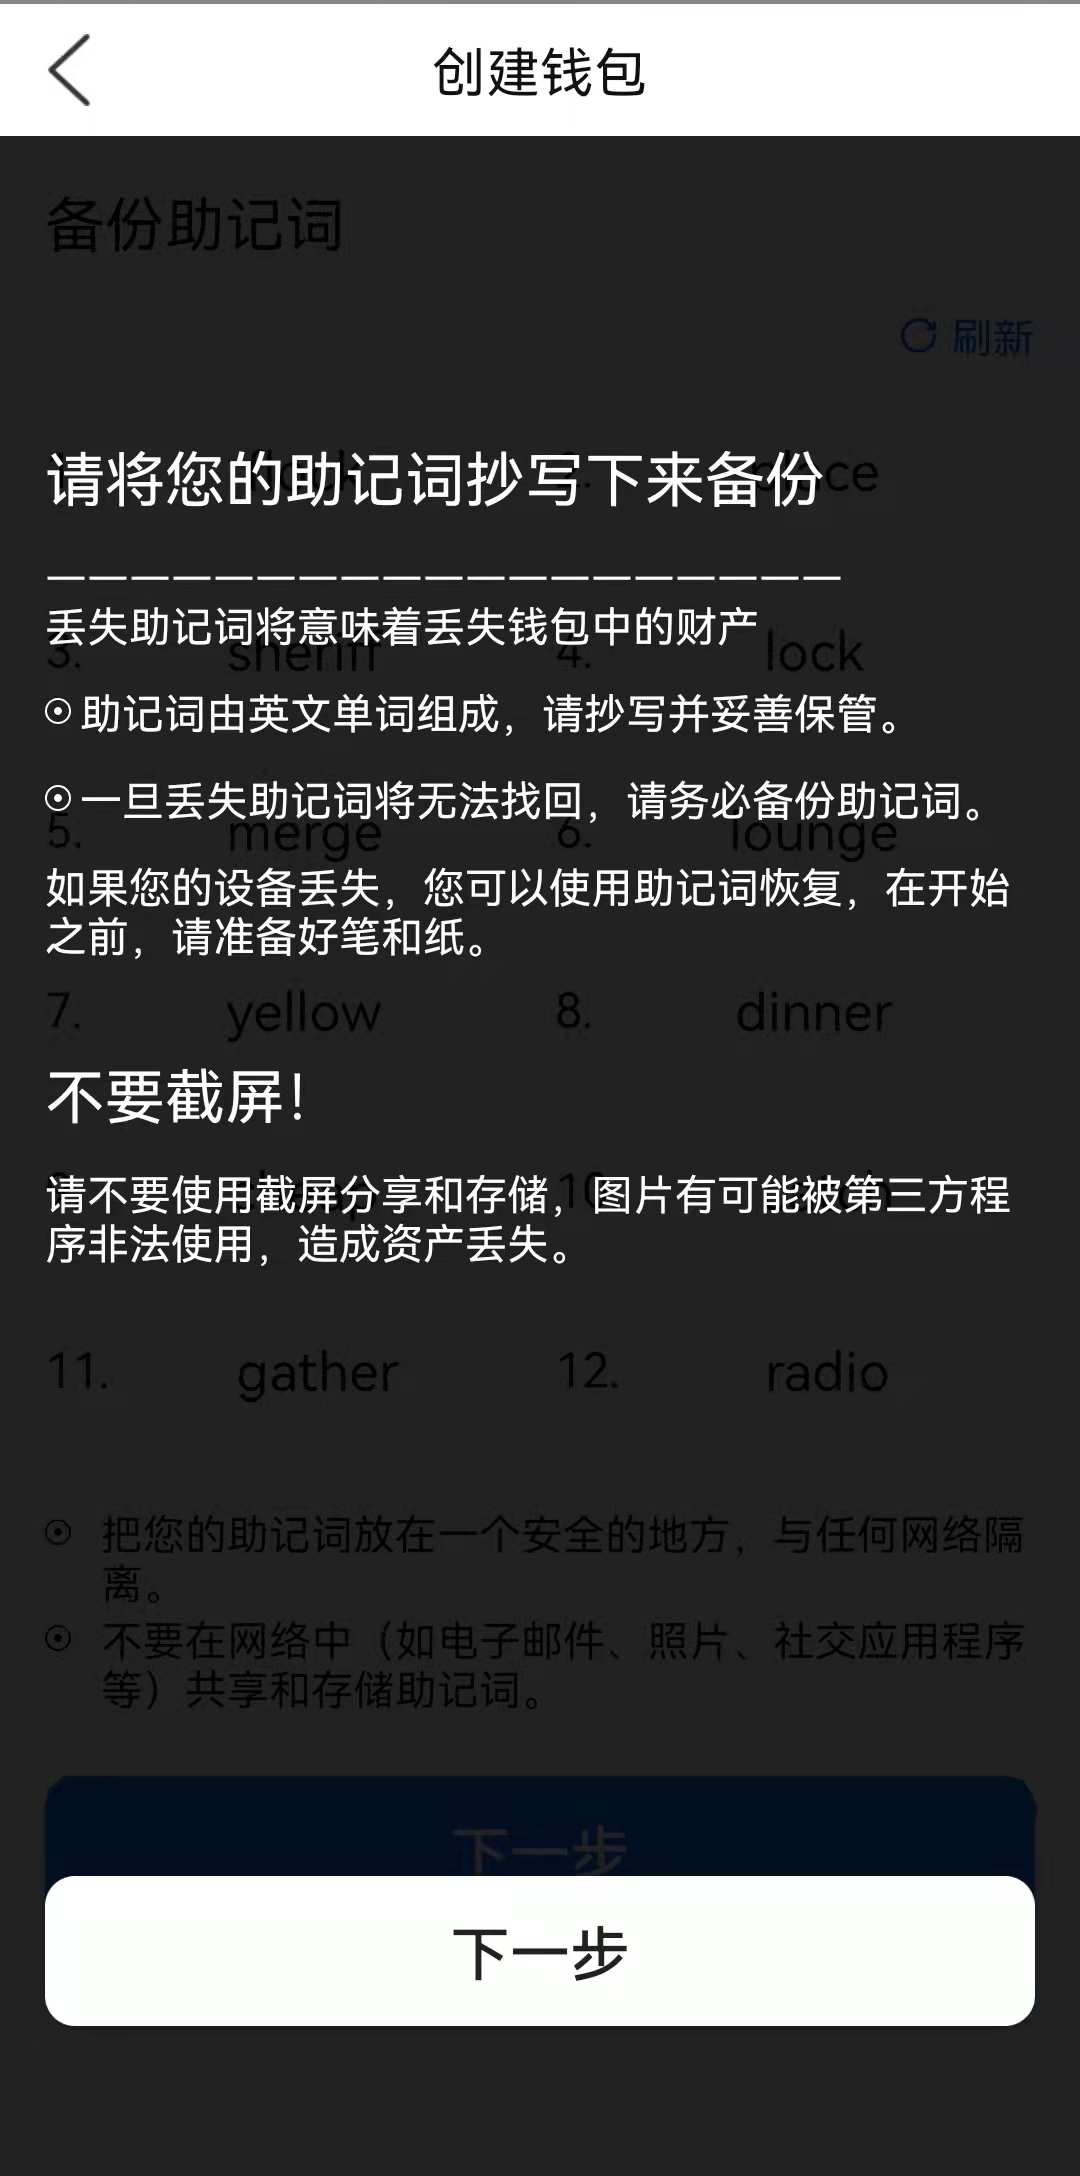 创建钱包
备份助记词
刷新
请将您的助记词抄写下来备份
———————————————————
丢失助记词将意味着丢失钱包中的财产
3. sheriff 4. lock
⊙助记词由英文单词组成，请抄写并妥善保管。
⊙一旦丢失助记词将无法找回，请务必备份助记词。
5. merge 6. lounge
如果您的设备丢失，您可以使用助记词恢复，在开始
之前，请准备好笔和纸。
7. yellow 8. dinner
不要截屏！
请不要使用截屏分享和存储，图片有可能被第三方程
序非法使用，造成资产丢失。
11. gather 12. radio
⊙ 把您的助记词放在一个安全的地方，与任何网络隔
离。
⊙ 不要在网络中（如电子邮件、照片、社交应用程序
等）共享和存储助记词。
下一步
下一步